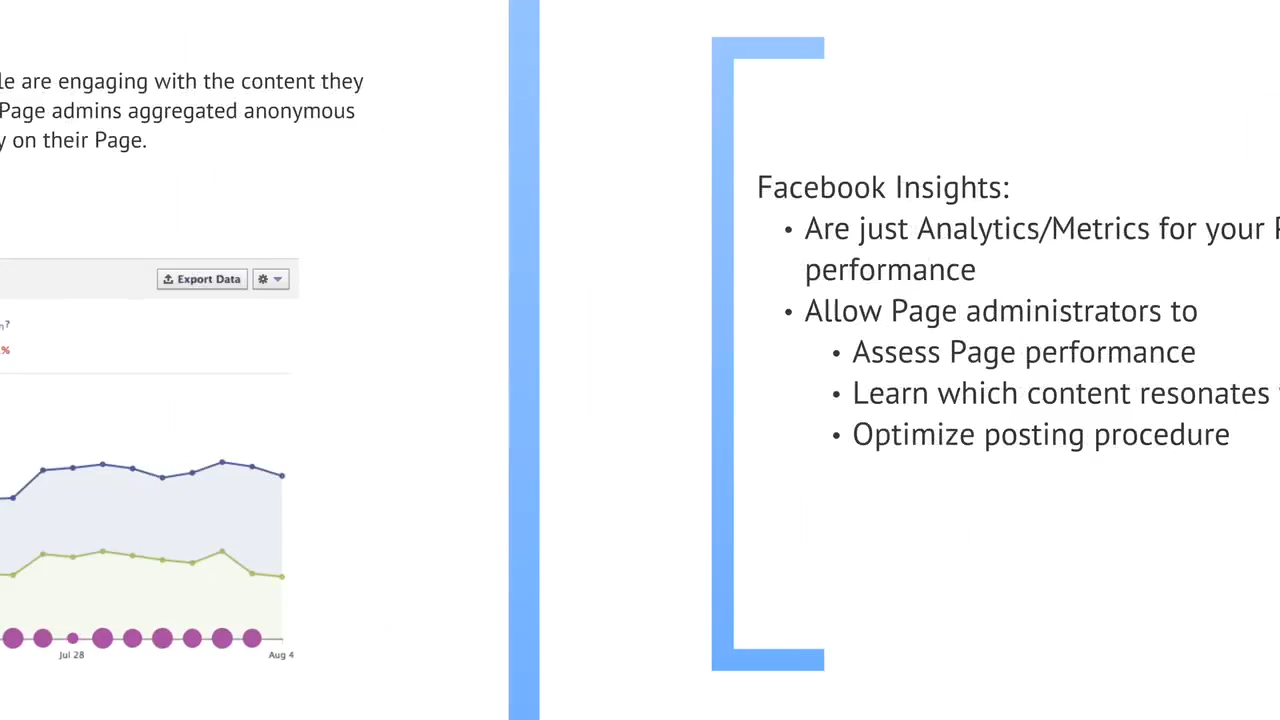 are engaging with the content they
Page admins aggregated anonymous
on their Page.
Export Data
%
Jul 28
Aug 4
Facebook Insights:
• Are just Analytics/Metrics for your
performance
• Allow Page administrators to
• Assess Page performance
• Learn which content resonates
• Optimize posting procedure